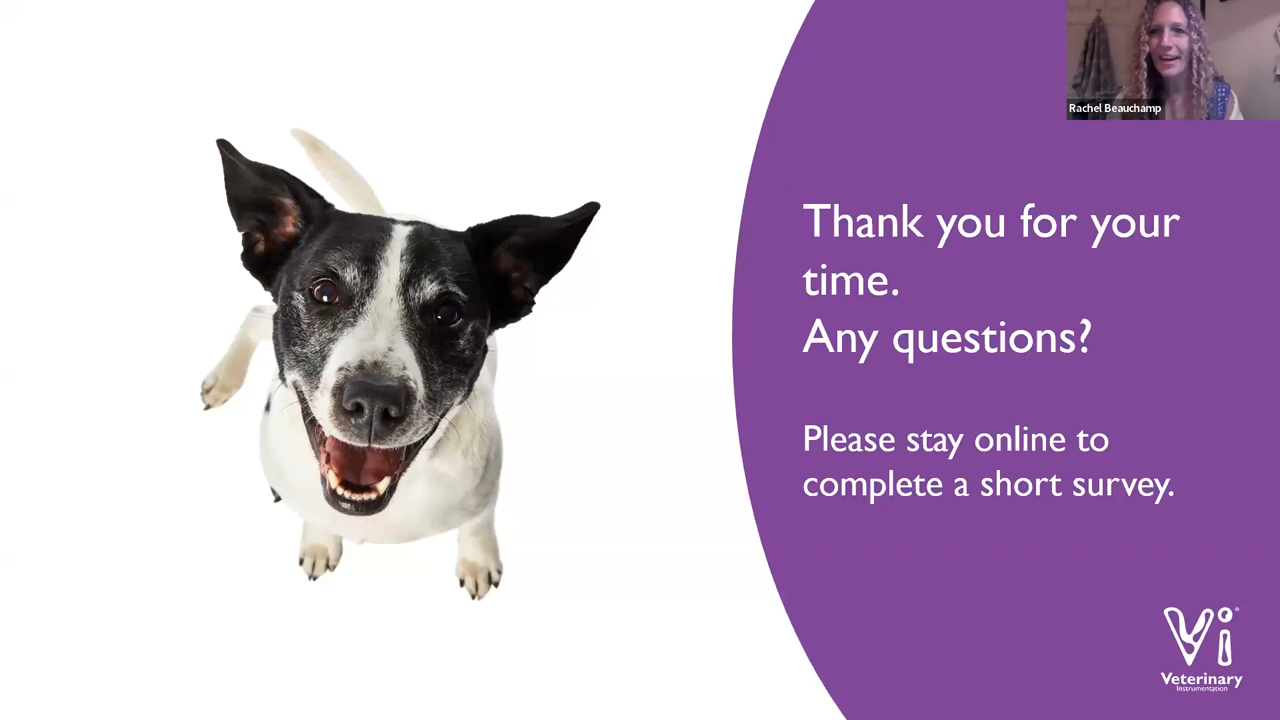 Rachel Beauchamp
Thank you for your
time.
Any questions?
Please stay online to
complete a short survey.
Vi
Veterinary
Instrumentation